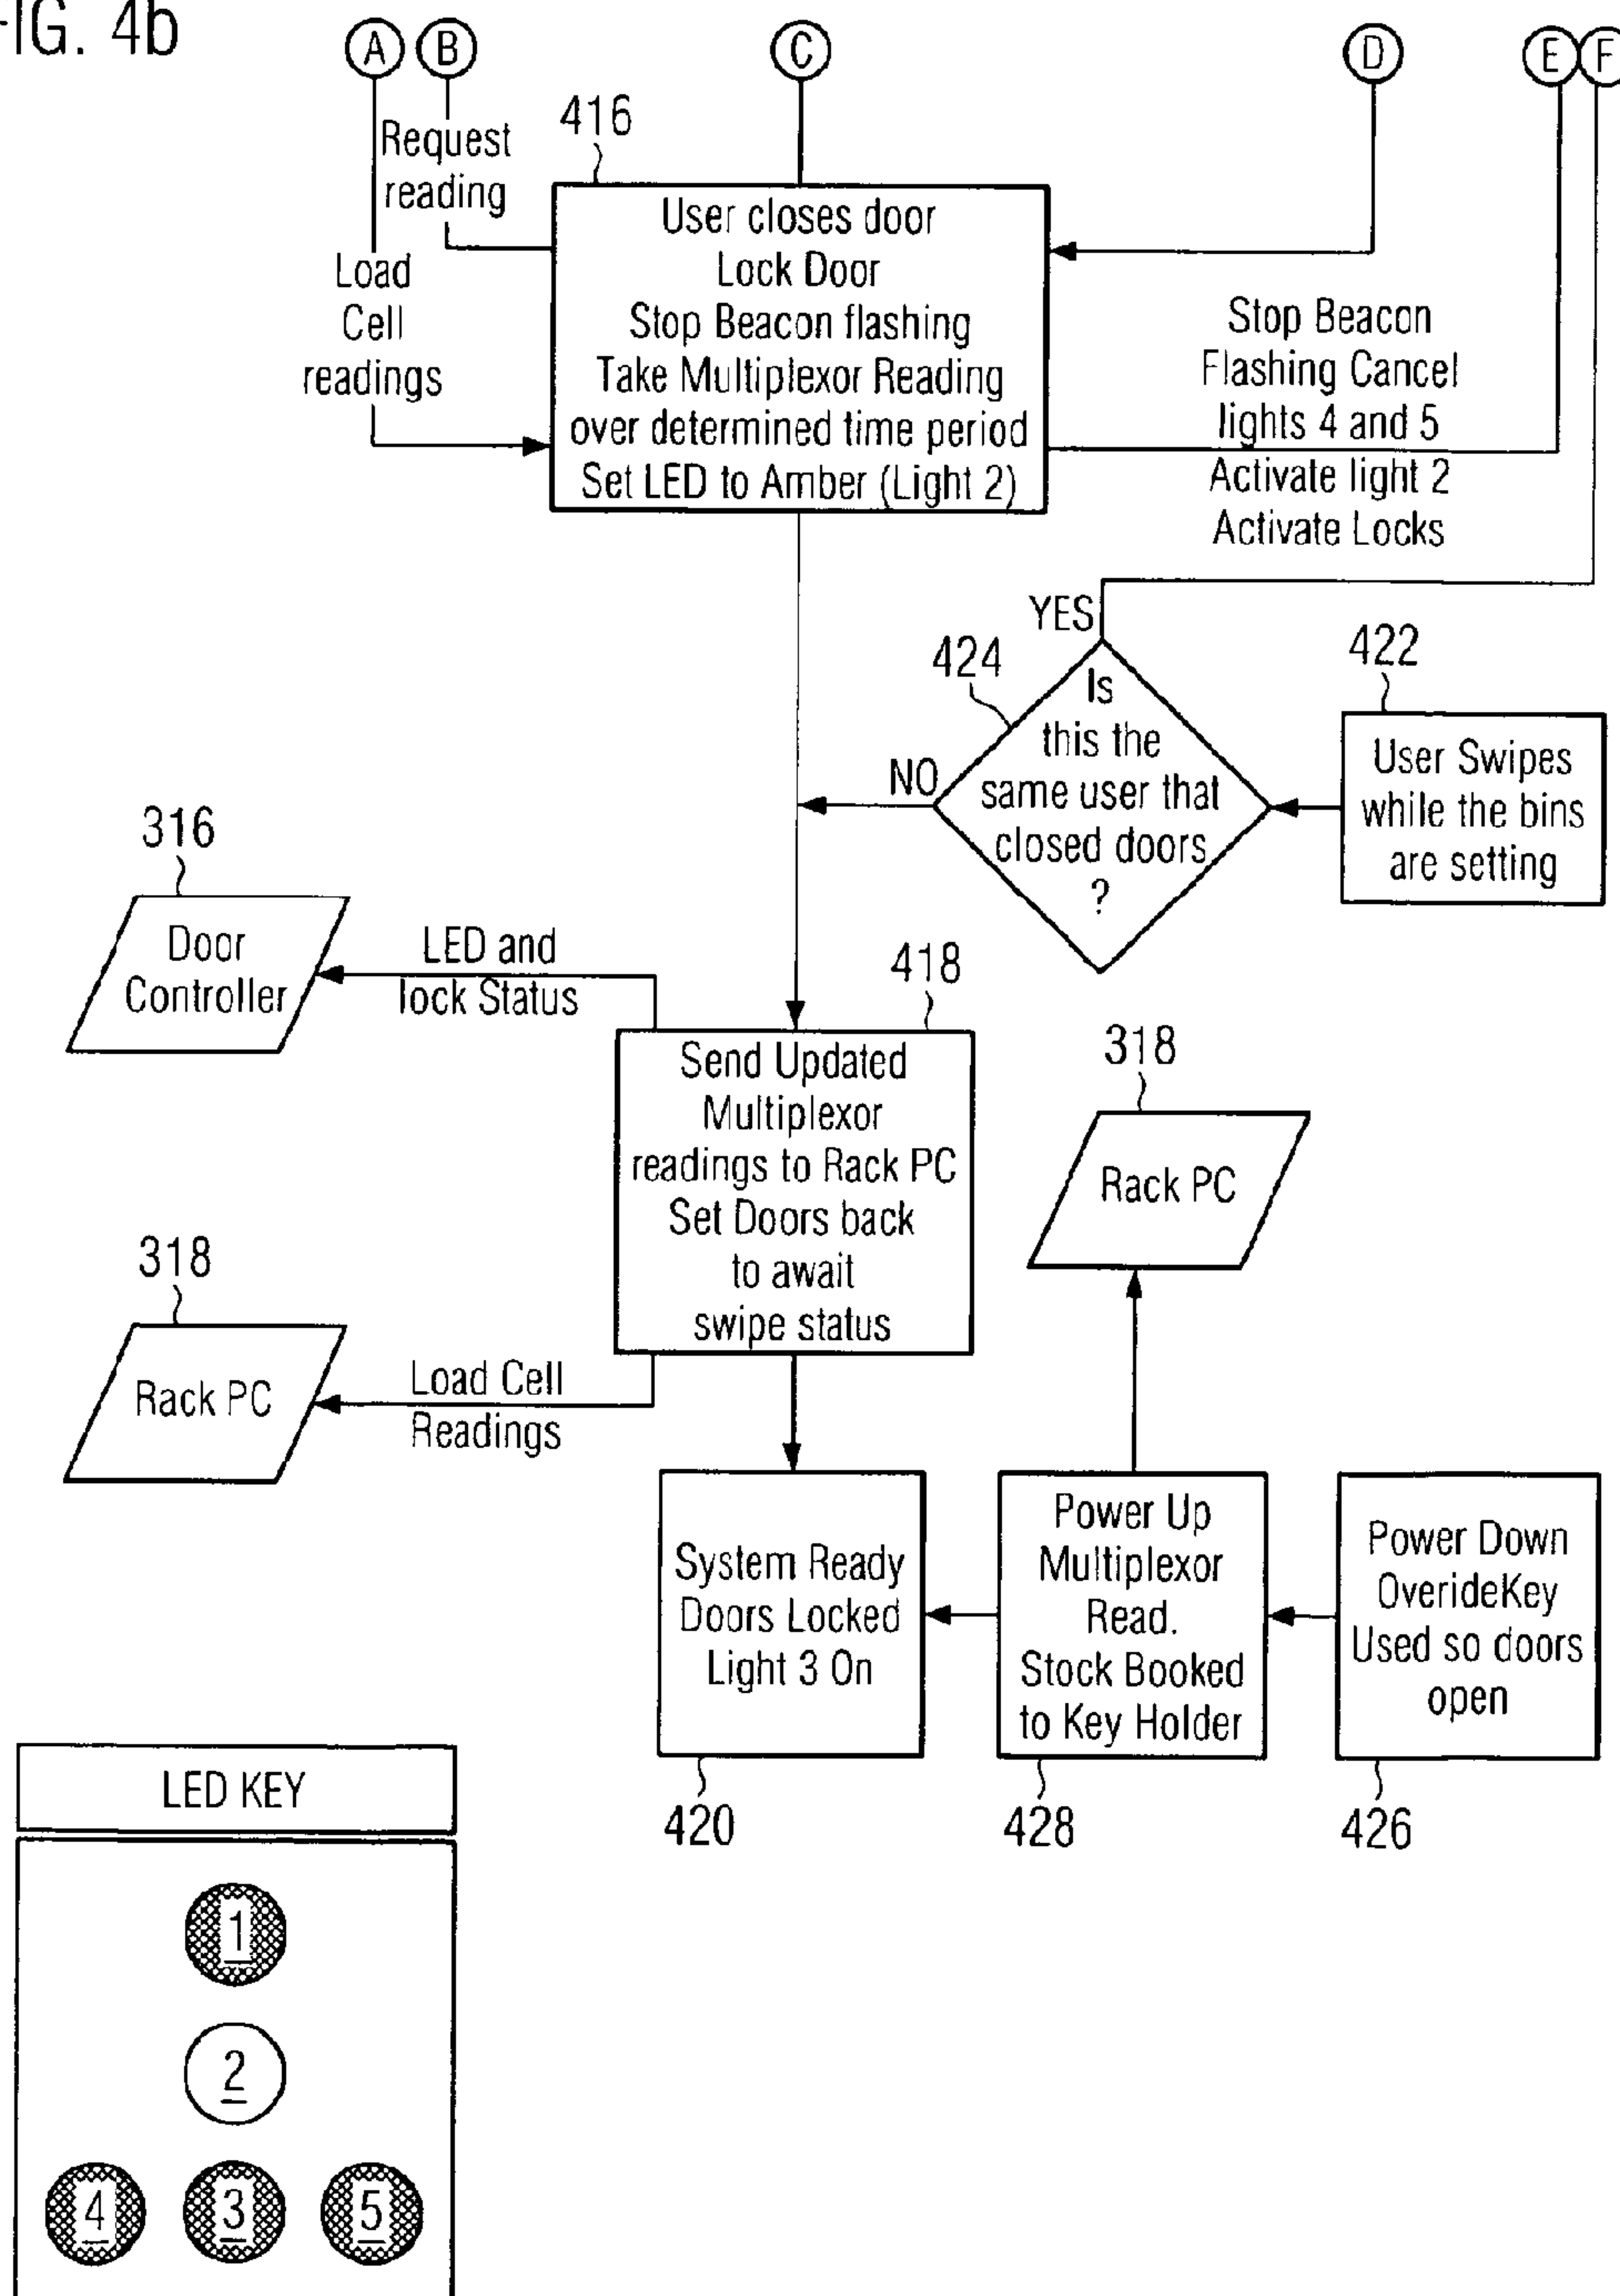 FIG. 4b
A
B
C
D
E
F
Request
reading
416
Load
Cell
readings
User closes door
Lock Door
Stop Beacon flashing
Take Multiplexor Reading
over determined time period
Set LED to Amber (Light 2)
Stop Beacon
Flashing Cancel
lights 4 and 5
Activate light 2
Activate Locks
YES
424
422
Is
this the
same user that
closed doors
?
NO
User Swipes
while the bins
are setting
316
Door
Controller
LED and
lock Status
418
Send Updated
Multiplexor
readings to Rack PC
Set Doors back
to await
swipe status
318
Rack PC
318
Rack PC
Load Cell
Readings
System Ready
Doors Locked
Light 3 On
Power Up
Multiplexor
Read.
Stock Booked
to Key Holder
Power Down
OverideKey
Used so doors
open
420
428
426
LED KEY
1
2
4
3
5